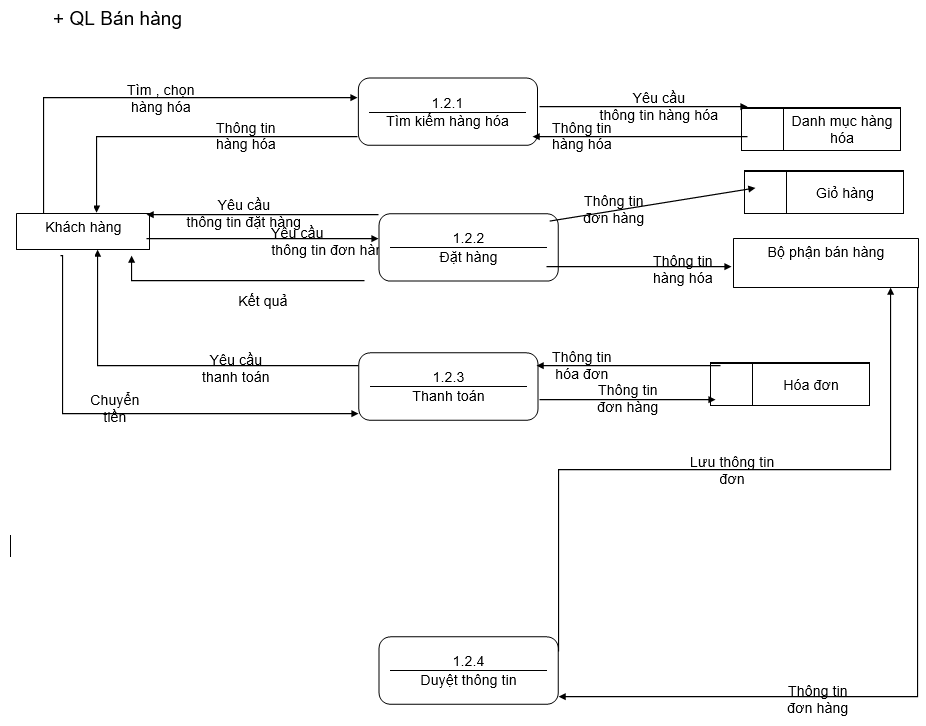 + QL Bán hàng
Tìm , chọn
hàng hóa
1.2.1
Tìm kiếm hàng hóa
Yêu cầu
thông tin hàng hóa
Danh mục hàng
hóa
Thông tin
hàng hóa
Thông tin
hàng hóa
Giỏ hàng
Khách hàng
Yêu cầu
thông tin đặt hàng
Yêu cầu
thông tin đơn hàn
1.2.2
Đặt hàng
Thông tin
đơn hàng
Bộ phận bán hàng
Thông tin
hàng hóa
Kết quả
Yêu cầu
thanh toán
1.2.3
Thanh toán
Thông tin
hóa đơn
Thông tin
đơn hàng
Hóa đơn
Chuyển
tiền
Lưu thông tin
đơn
1.2.4
Duyệt thông tin
Thông tin
đơn hàng